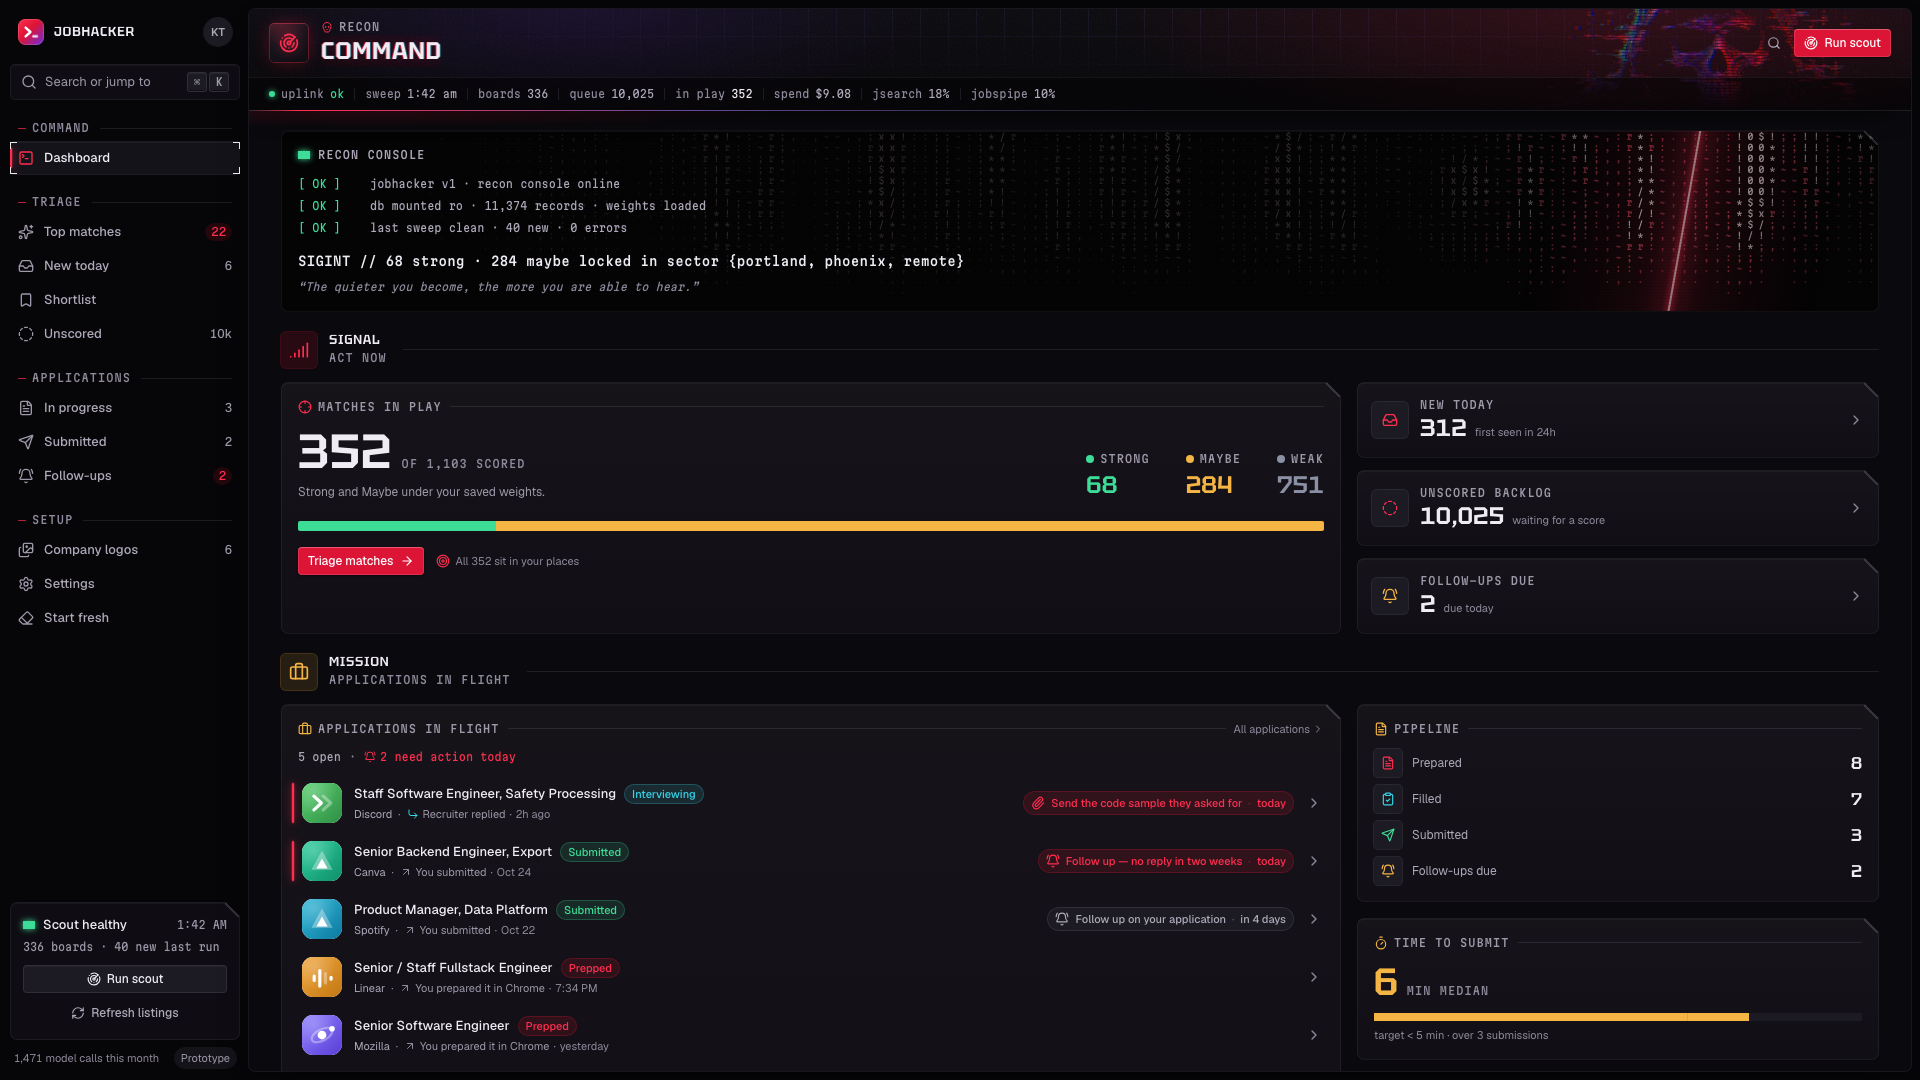 JOBHACKER
KT
Search or jump to
⌘ K
COMMAND
Dashboard
TRIAGE
Top matches 22
New today 6
Shortlist
Unscored 10k
APPLICATIONS
In progress 3
Submitted 2
Follow-ups 2
SETUP
Company logos 6
Settings
Start fresh
Scout healthy 1:42 AM
336 boards · 40 new last run
Run scout
Refresh listings
1,471 model calls this month Prototype
RECON
COMMAND
Run scout
uplink ok sweep 1:42 am boards 336 queue 10,025 in play 352 spend $9.08 jsearch 18% jobspipe 10%
RECON CONSOLE
[ OK ] jobhacker v1 · recon console online
[ OK ] db mounted ro · 11,374 records · weights loaded
[ OK ] last sweep clean · 40 new · 0 errors
SIGINT // 68 strong · 284 maybe locked in sector {portland, phoenix, remote}
“The quieter you become, the more you are able to hear.”
SIGNAL
ACT NOW
MATCHES IN PLAY
352 OF 1,103 SCORED
Strong and Maybe under your saved weights.
STRONG MAYBE WEAK
68 284 751
Triage matches
All 352 sit in your places
NEW TODAY
312 first seen in 24h
UNSCORED BACKLOG
10,025 waiting for a score
FOLLOW-UPS DUE
2 due today
MISSION
APPLICATIONS IN FLIGHT
APPLICATIONS IN FLIGHT
All applications
5 open · 2 need action today
Staff Software Engineer, Safety Processing Interviewing
Discord · Recruiter replied · 2h ago
Send the code sample they asked for · today
Senior Backend Engineer, Export Submitted
Canva · You submitted · Oct 24
Follow up — no reply in two weeks · today
Product Manager, Data Platform Submitted
Spotify · You submitted · Oct 22
Follow up on your application · in 4 days
Senior / Staff Fullstack Engineer Prepped
Linear · You prepared it in Chrome · 7:34 PM
Senior Software Engineer Prepped
Mozilla · You prepared it in Chrome · yesterday
PIPELINE
Prepared 8
Filled 7
Submitted 3
Follow-ups due 2
TIME TO SUBMIT
6 MIN MEDIAN
target < 5 min · over 3 submissions